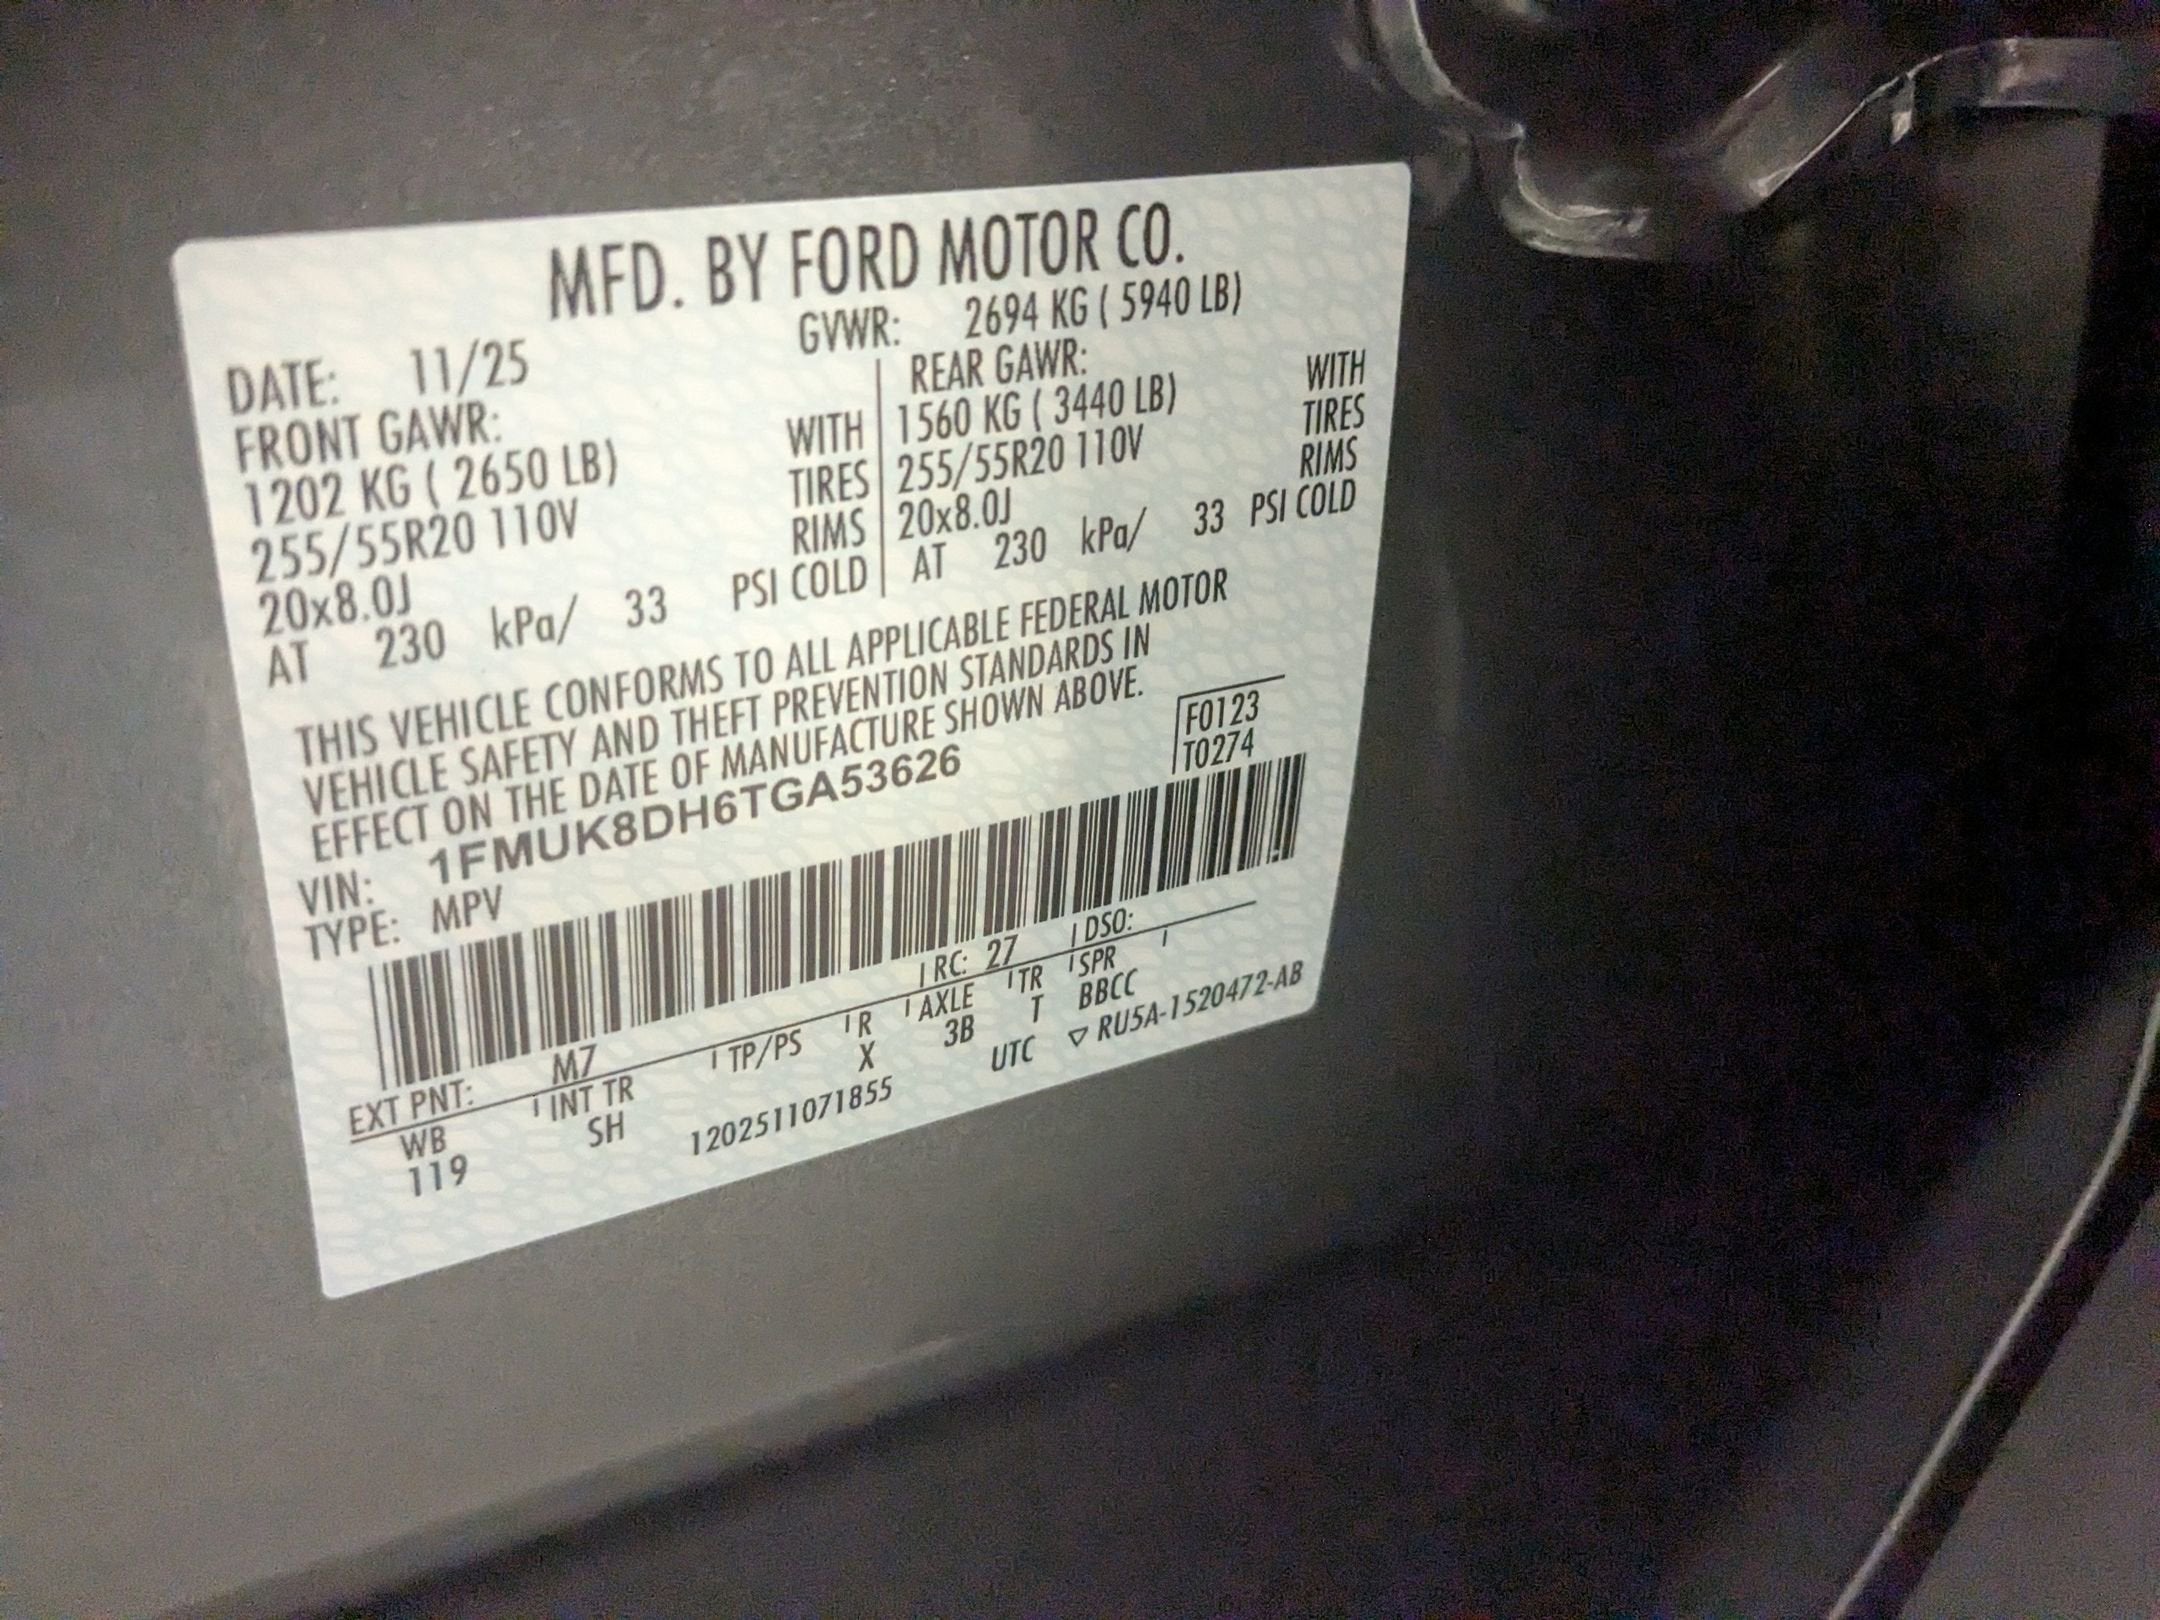 MFD. BY FORD MOTOR CO.
DATE: 11/25 GVWR: 2694 KG ( 5940 LB)
FRONT GAWR: REAR GAWR:
1202 KG ( 2650 LB) WITH 1560 KG ( 3440 LB) WITH
255/55R20 110V TIRES 255/55R20 110V TIRES
20x8.0J RIMS 20x8.0J RIMS
AT 230 kPa/ 33 PSI COLD AT 230 kPa/ 33 PSI COLD
THIS VEHICLE CONFORMS TO ALL APPLICABLE FEDERAL MOTOR
VEHICLE SAFETY AND THEFT PREVENTION STANDARDS IN
EFFECT ON THE DATE OF MANUFACTURE SHOWN ABOVE.
F0123
T0274
VIN: 1FMUK8DH6TGA53626
TYPE: MPV
EXT PNT: M7 RC: 27 DSO:
WB INT TR TP/PS R AXLE TR SPR
119 SH X 3B T BBCC
1202511071855 UTC ▽ RU5A-1520472-AB